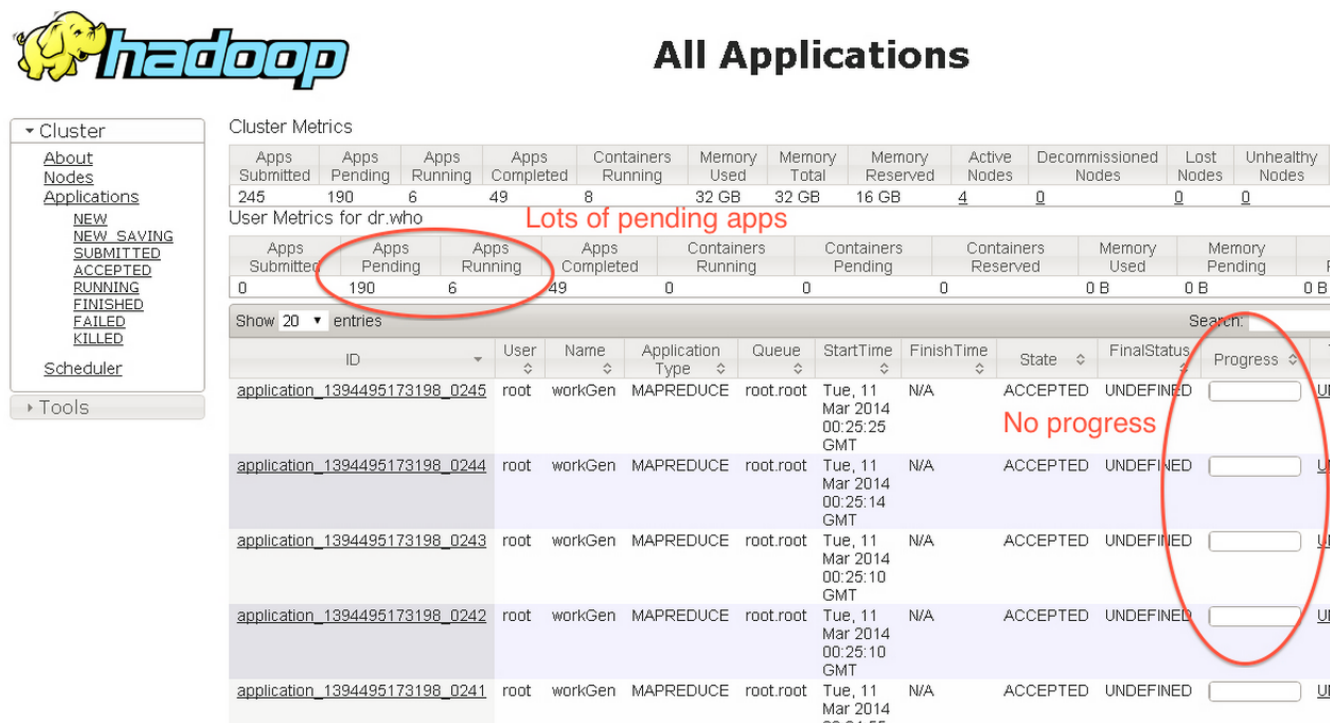 hadoop
All Applications
Cluster
About
Nodes
Applications
NEW
NEW_SAVING
SUBMITTED
ACCEPTED
RUNNING
FINISHED
FAILED
KILLED
Scheduler
Tools
Cluster Metrics
Apps Submitted Apps Pending Apps Running Apps Completed Containers Running Memory Used Memory Total Memory Reserved Active Nodes Decommissioned Nodes Lost Nodes Unhealthy Nodes
245 190 6 49 8 32 GB 32 GB 16 GB 4 0 0 0
User Metrics for dr.who
Lots of pending apps
Apps Submitted Apps Pending Apps Running Apps Completed Containers Running Containers Pending Containers Reserved Memory Used Memory Pending
0 190 6 49 0 0 0 0 B 0 B 0 B
Show 20 entries Search:
ID User Name Application Type Queue StartTime FinishTime State FinalStatus Progress
application_1394495173198_0245 root workGen MAPREDUCE root.root Tue, 11 Mar 2014 00:25:25 GMT N/A ACCEPTED UNDEFINED
No progress
application_1394495173198_0244 root workGen MAPREDUCE root.root Tue, 11 Mar 2014 00:25:14 GMT N/A ACCEPTED UNDEFINED
application_1394495173198_0243 root workGen MAPREDUCE root.root Tue, 11 Mar 2014 00:25:10 GMT N/A ACCEPTED UNDEFINED
application_1394495173198_0242 root workGen MAPREDUCE root.root Tue, 11 Mar 2014 00:25:10 GMT N/A ACCEPTED UNDEFINED
application_1394495173198_0241 root workGen MAPREDUCE root.root Tue, 11 Mar 2014 N/A ACCEPTED UNDEFINED